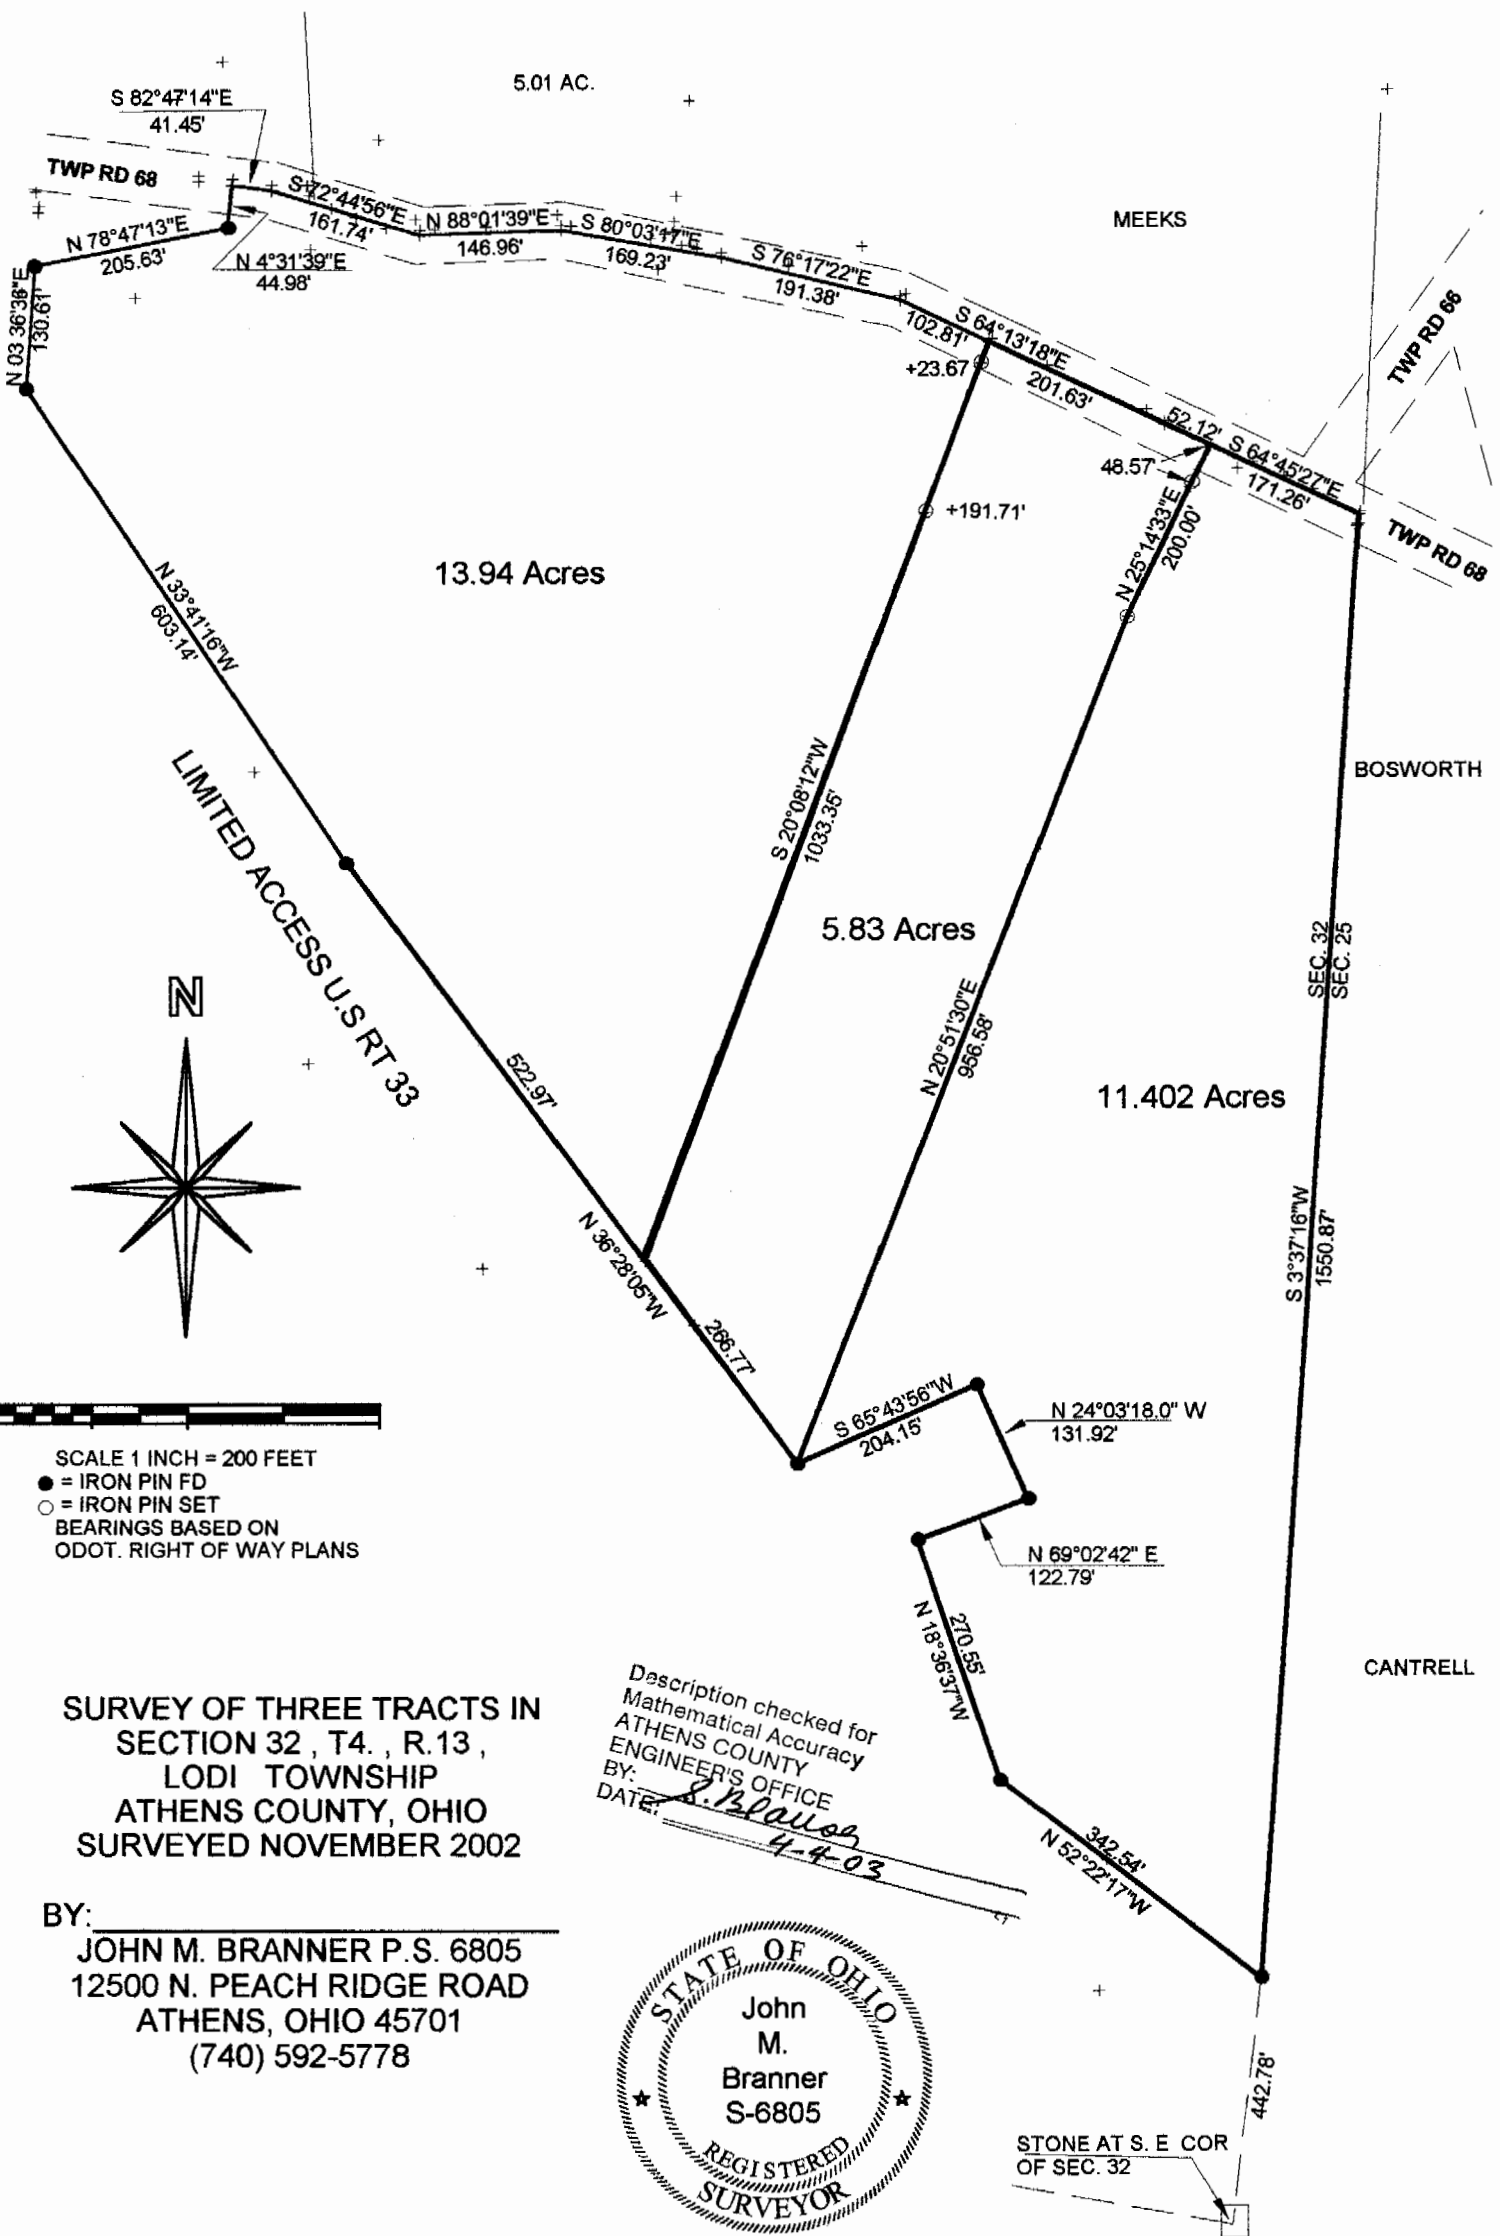 5.01 AC.
S 82°47'14"E
41.45'
TWP RD 68
S 72°44'56"E
161.74'
N 88°01'39"E
146.96'
S 80°03'17"E
169.23'
S 76°17'22"E
191.38'
MEEKS
N 78°47'13"E
205.63'
N 4°31'39"E
44.98'
N 03 36'36"E
130.61'
102.81'
S 64°13'18"E
201.63'
+23.67
52.12'
S 64°45'27"E
171.26'
TWP RD 66
TWP RD 68
48.57'
+191.71'
N 25°14'33"E
200.00'
13.94 Acres
N 33°41'16"W
603.14'
BOSWORTH
LIMITED ACCESS U.S RT 33
S 20°08'12"W
1033.35'
5.83 Acres
SEC. 32
SEC. 25
N
N 20°51'30"E
956.58'
522.97'
11.402 Acres
N 36°28'05"W
266.77'
S 3°37'16"W
1550.87'
S 65°43'56"W
204.15'
N 24°03'18.0" W
131.92'
SCALE 1 INCH = 200 FEET
= IRON PIN FD
= IRON PIN SET
BEARINGS BASED ON
ODOT. RIGHT OF WAY PLANS
N 69°02'42" E
122.79'
270.55'
N 18°36'37"W
CANTRELL
342.54'
N 52°22'17"W
SURVEY OF THREE TRACTS IN
SECTION 32 , T4. , R.13 ,
LODI TOWNSHIP
ATHENS COUNTY, OHIO
SURVEYED NOVEMBER 2002
Description checked for
Mathematical Accuracy
ATHENS COUNTY
ENGINEER'S OFFICE
BY:
DATE: 4-4-03
BY:
JOHN M. BRANNER P.S. 6805
12500 N. PEACH RIDGE ROAD
ATHENS, OHIO 45701
(740) 592-5778
STATE OF OHIO
John
M.
Branner
S-6805
REGISTERED
SURVEYOR
442.78'
STONE AT S. E COR
OF SEC. 32